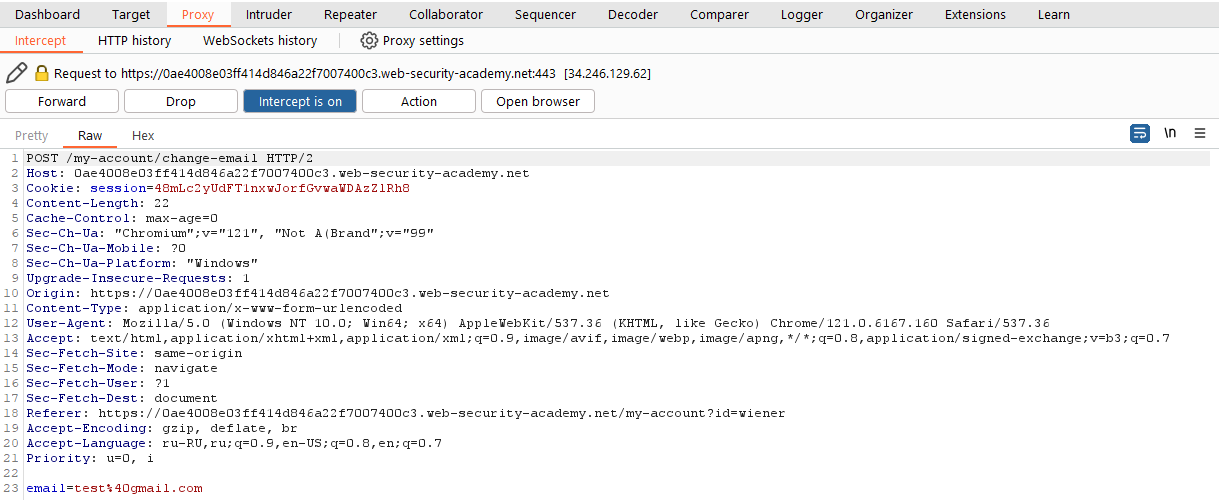 Dashboard Target Proxy Intruder Repeater Collaborator Sequencer Decoder Comparer Logger Organizer Extensions Learn
Intercept HTTP history WebSockets history Proxy settings
Request to https://0ae4008e03ff414d846a22f7007400c3.web-security-academy.net:443 [34.246.129.62]
Forward Drop Intercept is on Action Open browser
Pretty Raw Hex \n
1 POST /my-account/change-email HTTP/2
2 Host: 0ae4008e03ff414d846a22f7007400c3.web-security-academy.net
3 Cookie: session=48mLc2yUdFT1nxwJorfGvwaWDAzZlRh8
4 Content-Length: 22
5 Cache-Control: max-age=0
6 Sec-Ch-Ua: "Chromium";v="121", "Not A(Brand";v="99"
7 Sec-Ch-Ua-Mobile: ?0
8 Sec-Ch-Ua-Platform: "Windows"
9 Upgrade-Insecure-Requests: 1
10 Origin: https://0ae4008e03ff414d846a22f7007400c3.web-security-academy.net
11 Content-Type: application/x-www-form-urlencoded
12 User-Agent: Mozilla/5.0 (Windows NT 10.0; Win64; x64) AppleWebKit/537.36 (KHTML, like Gecko) Chrome/121.0.6167.160 Safari/537.36
13 Accept: text/html,application/xhtml+xml,application/xml;q=0.9,image/avif,image/webp,image/apng,*/*;q=0.8,application/signed-exchange;v=b3;q=0.7
14 Sec-Fetch-Site: same-origin
15 Sec-Fetch-Mode: navigate
16 Sec-Fetch-User: ?1
17 Sec-Fetch-Dest: document
18 Referer: https://0ae4008e03ff414d846a22f7007400c3.web-security-academy.net/my-account?id=wiener
19 Accept-Encoding: gzip, deflate, br
20 Accept-Language: ru-RU,ru;q=0.9,en-US;q=0.8,en;q=0.7
21 Priority: u=0, i
22
23 email=test%40gmail.com